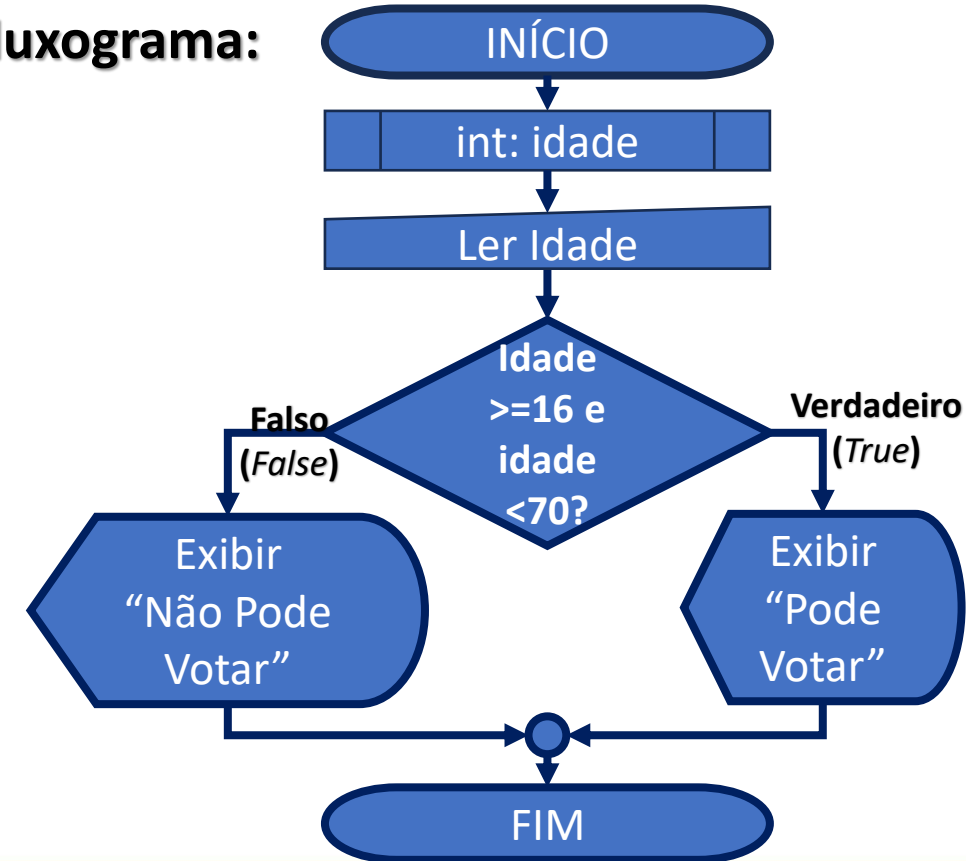 luxograma:
INÍCIO
int: idade
Ler Idade
Idade
>=16 e
idade
<70?
Falso
(False)
Verdadeiro
(True)
Exibir
“Não Pode
Votar”
Exibir
“Pode
Votar”
FIM